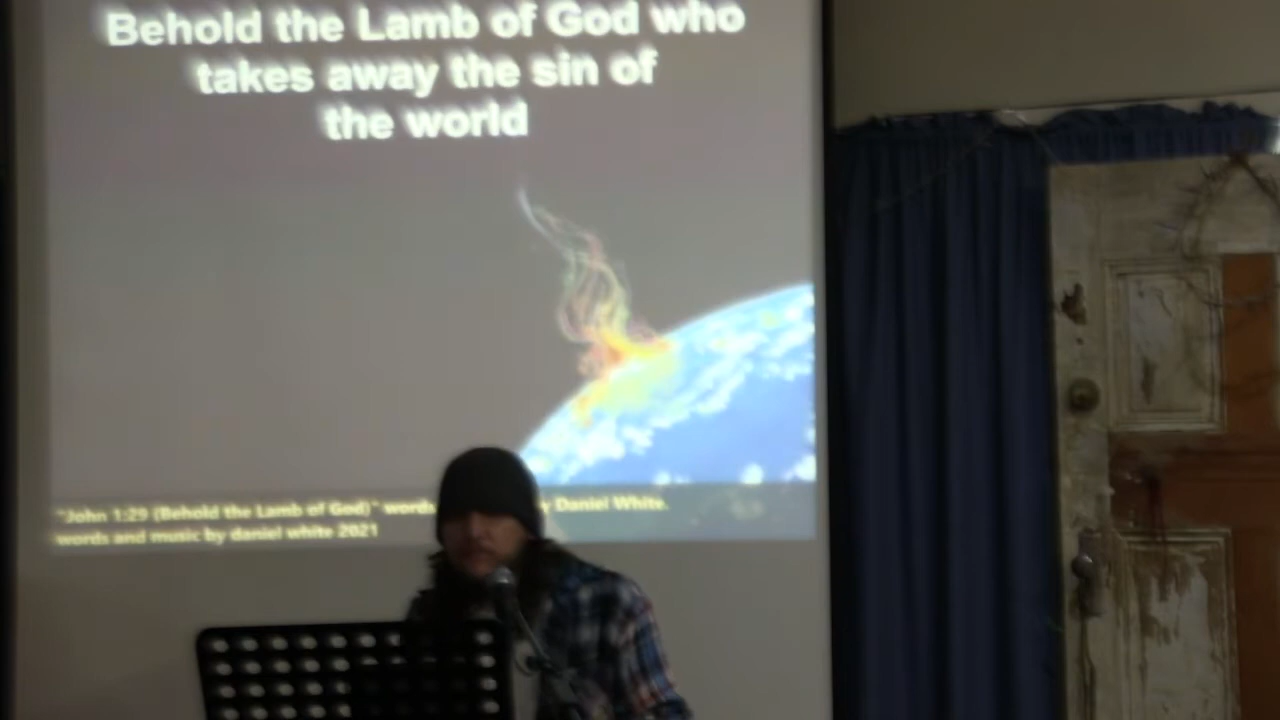 Behold the Lamb of God who
takes away the sin of
the world
"John 1:29 (Behold the Lamb of God)" words y Daniel White.
words and music by daniel white 2021